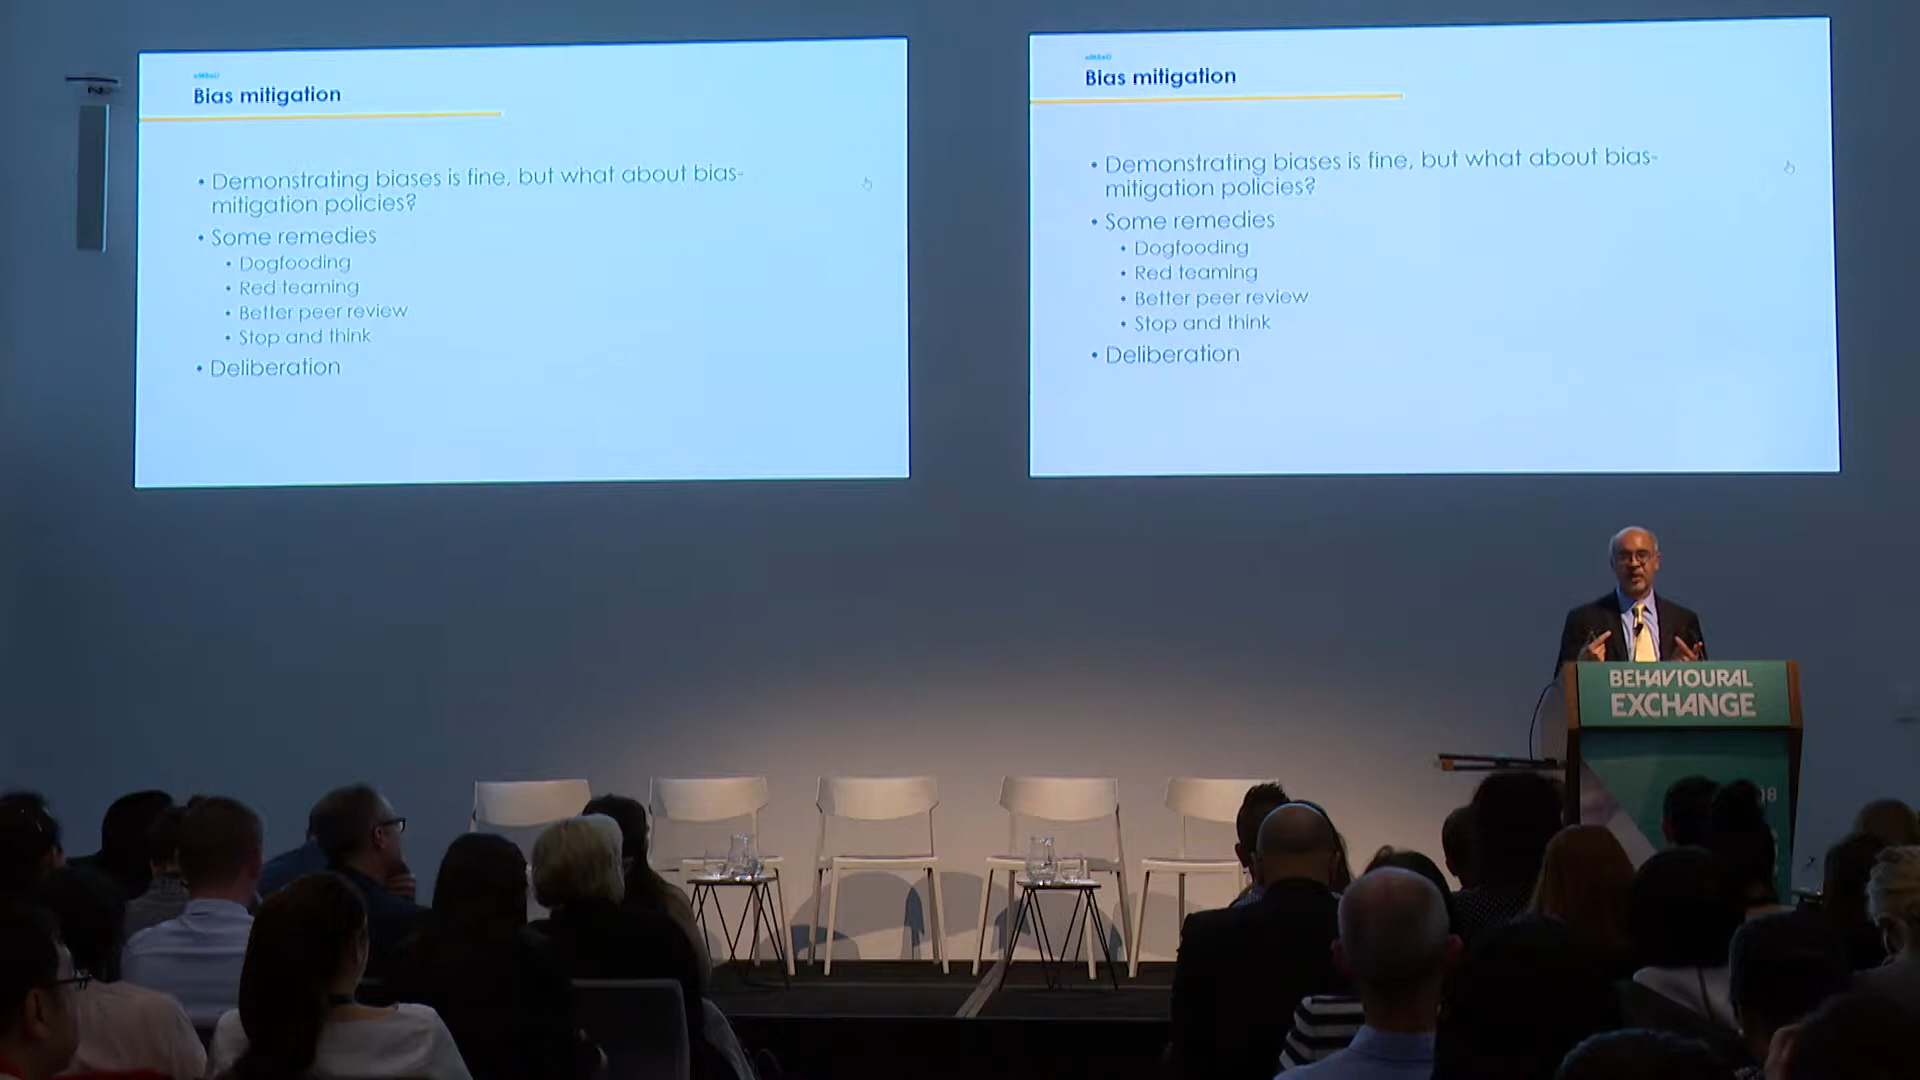 Bias mitigation
• Demonstrating biases is fine, but what about bias-
mitigation policies?
• Some remedies
• Dogfooding
• Red teaming
• Better peer review
• Stop and think
• Deliberation
Bias mitigation
• Demonstrating biases is fine, but what about bias-
mitigation policies?
• Some remedies
• Dogfooding
• Red teaming
• Better peer review
• Stop and think
• Deliberation
BEHAVIOURAL
EXCHANGE
18